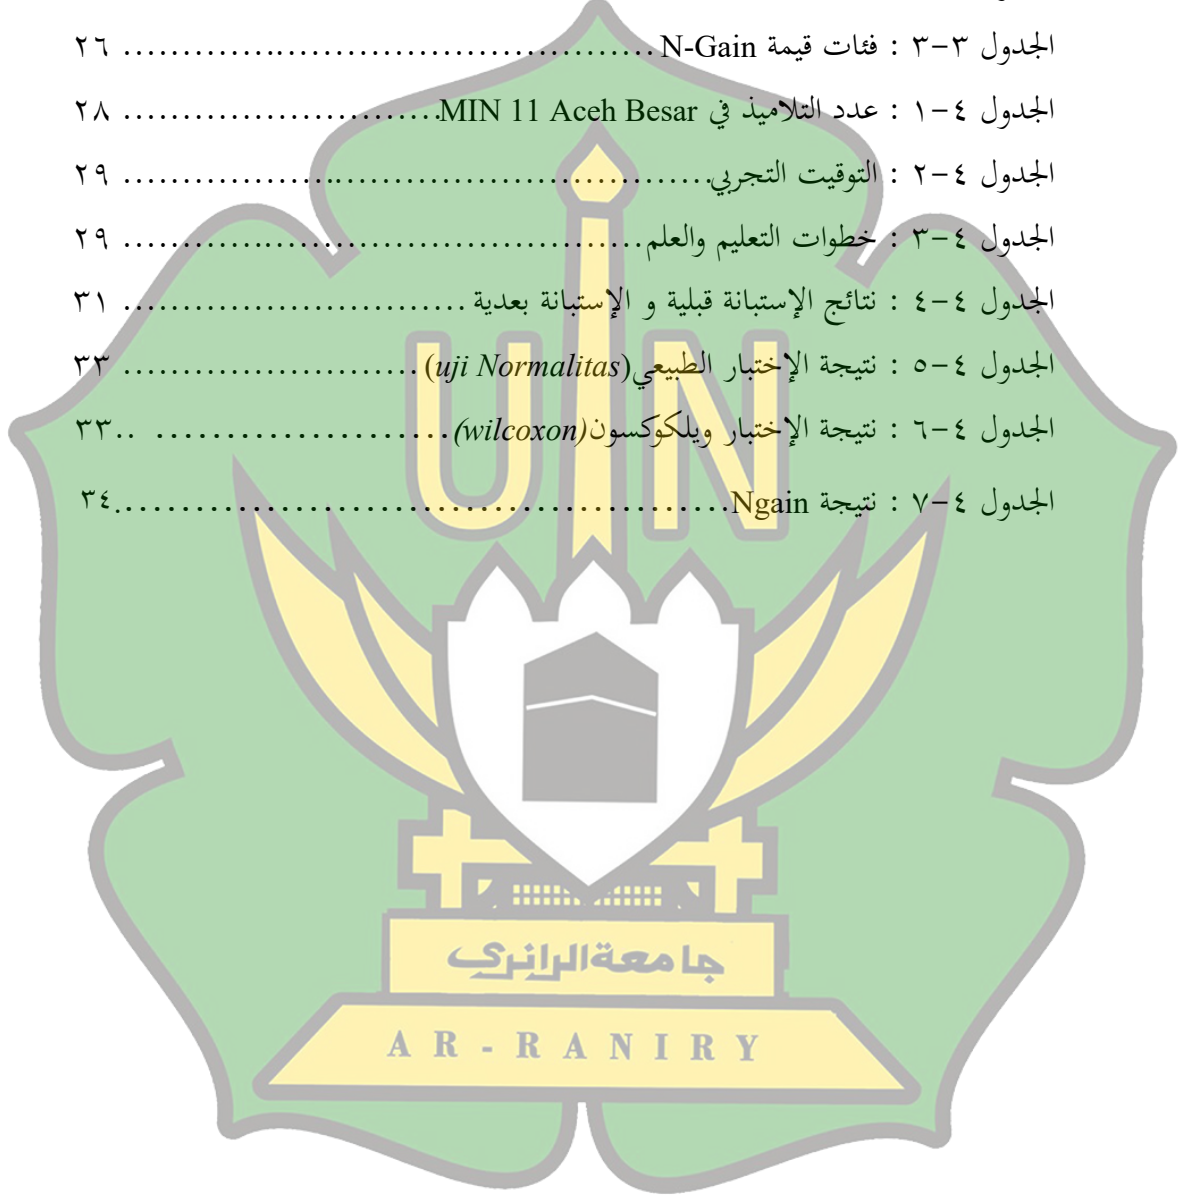 الجدول ٣-٣ : فئات قيمة N-Gain ................................................ ٢٦
الجدول ٤-١ : عدد التلاميذ في MIN 11 Aceh Besar........................... ٢٨
الجدول ٤-٢ : التوقيت التجربي.................................................. ٢٩
الجدول ٤-٣ : خطوات التعليم والعلم............................................ ٢٩
الجدول ٤-٤ : نتائج الإستبانة قبلية و الإستبانة بعدية ............................. ٣١
الجدول ٤-٥ : نتيجة الإختبار الطبيعي(uji Normalitas) ......................... ٣٣
الجدول ٤-٦ : نتيجة الإختبار ويلكوكسون(wilcoxon)..................... ..٣٣
الجدول ٤-٧ : نتيجة Ngain....................................................٣٤
UIN
جامعة الرانري
AR-RANIRY